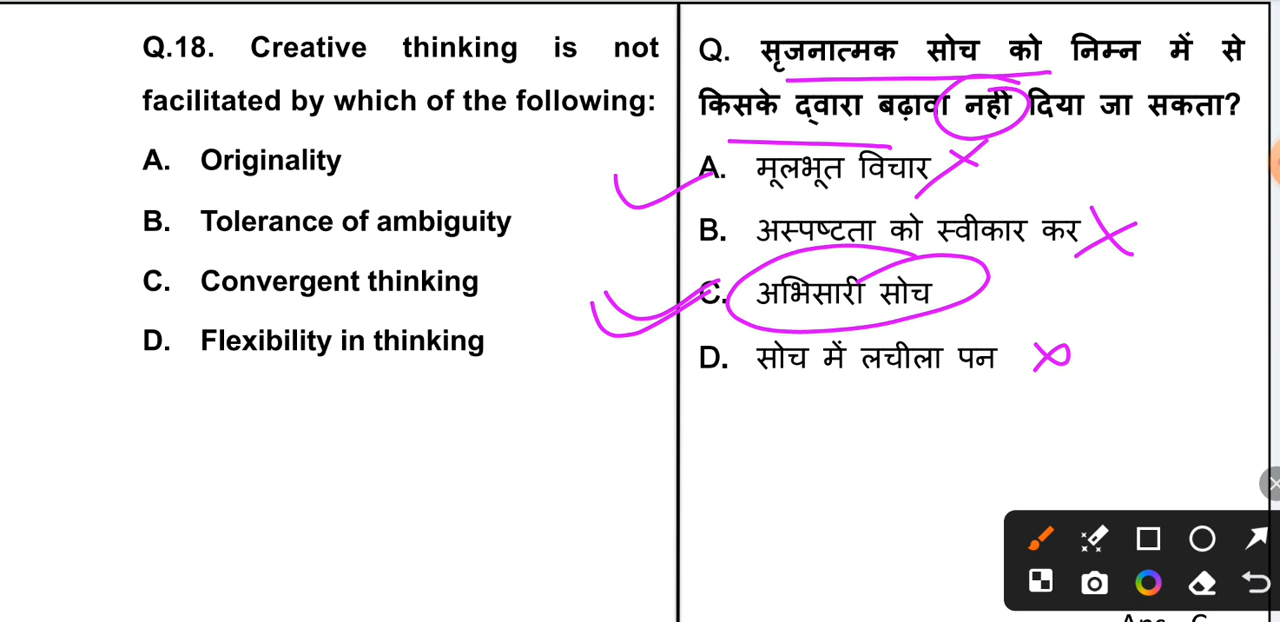 Q.18. Creative thinking is not
facilitated by which of the following:
A. Originality
B. Tolerance of ambiguity
C. Convergent thinking
D. Flexibility in thinking
Q. सृजनात्मक सोच को निम्न में से
किसके द्वारा बढ़ावा नहीं दिया जा सकता?
A. मूलभूत विचार
B. अस्पष्टता को स्वीकार कर
C. अभिसारी सोच
D. सोच में लचीला पन